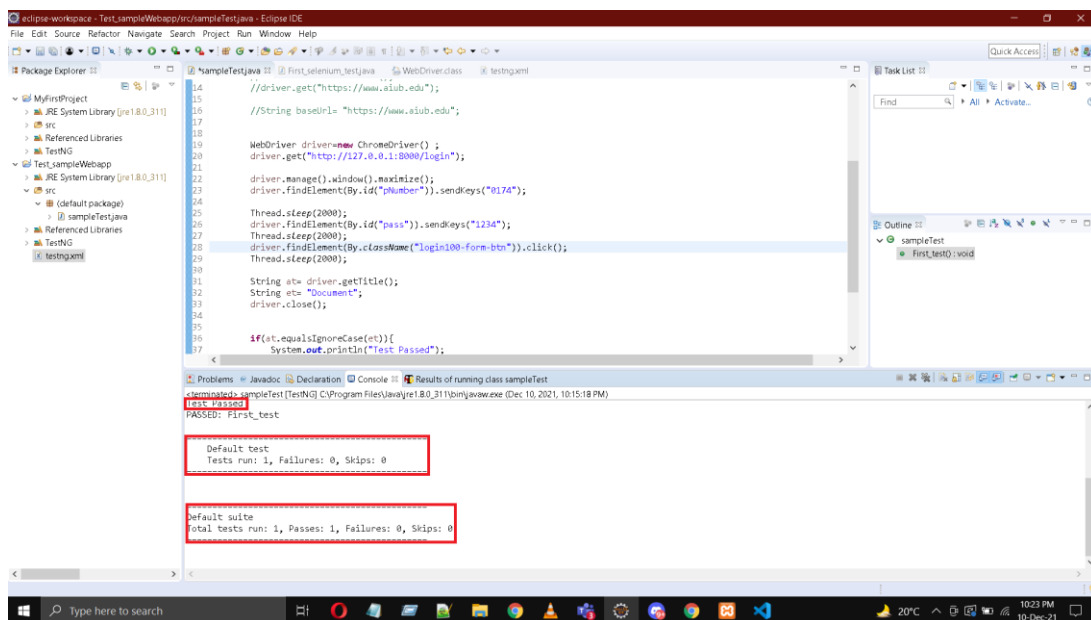 eclipse-workspace - Test_sampleWebapp/src/sampleTest.java - Eclipse IDE
File Edit Source Refactor Navigate Search Project Run Window Help
Quick Access
Package Explorer
MyFirstProject
JRE System Library [jre1.8.0_311]
src
Referenced Libraries
TestNG
Test_sampleWebapp
JRE System Library [jre1.8.0_311]
src
(default package)
sampleTest.java
Referenced Libraries
TestNG
testng.xml
*sampleTest.java First_selenium_test.java WebDriver.class testng.xml
14 //driver.get("https://www.aiub.edu");
15
16 //String baseUrl= "https://www.aiub.edu";
17
18
19 WebDriver driver=new ChromeDriver() ;
20 driver.get("http://127.0.0.1:8000/login");
21
22 driver.manage().window().maximize();
23 driver.findElement(By.id("pNumber")).sendKeys("0174");
24
25 Thread.sleep(2000);
26 driver.findElement(By.id("pass")).sendKeys("1234");
27 Thread.sleep(2000);
28 driver.findElement(By.className("login100-form-btn")).click();
29 Thread.sleep(2000);
30
31 String at= driver.getTitle();
32 String et= "Document";
33 driver.close();
34
35
36 if(at.equalsIgnoreCase(et)){
37 System.out.println("Test Passed");
Task List
Find All Activate...
Outline
sampleTest
First_test() : void
Problems Javadoc Declaration Console Results of running class sampleTest
<terminated> sampleTest [TestNG] C:\Program Files\Java\jre1.8.0_311\bin\javaw.exe (Dec 10, 2021, 10:15:18 PM)
Test Passed
PASSED: First_test
===============================================
Default test
Tests run: 1, Failures: 0, Skips: 0
===============================================
===============================================
Default suite
Total tests run: 1, Passes: 1, Failures: 0, Skips: 0
===============================================
Type here to search
20°C
10:23 PM
10-Dec-21